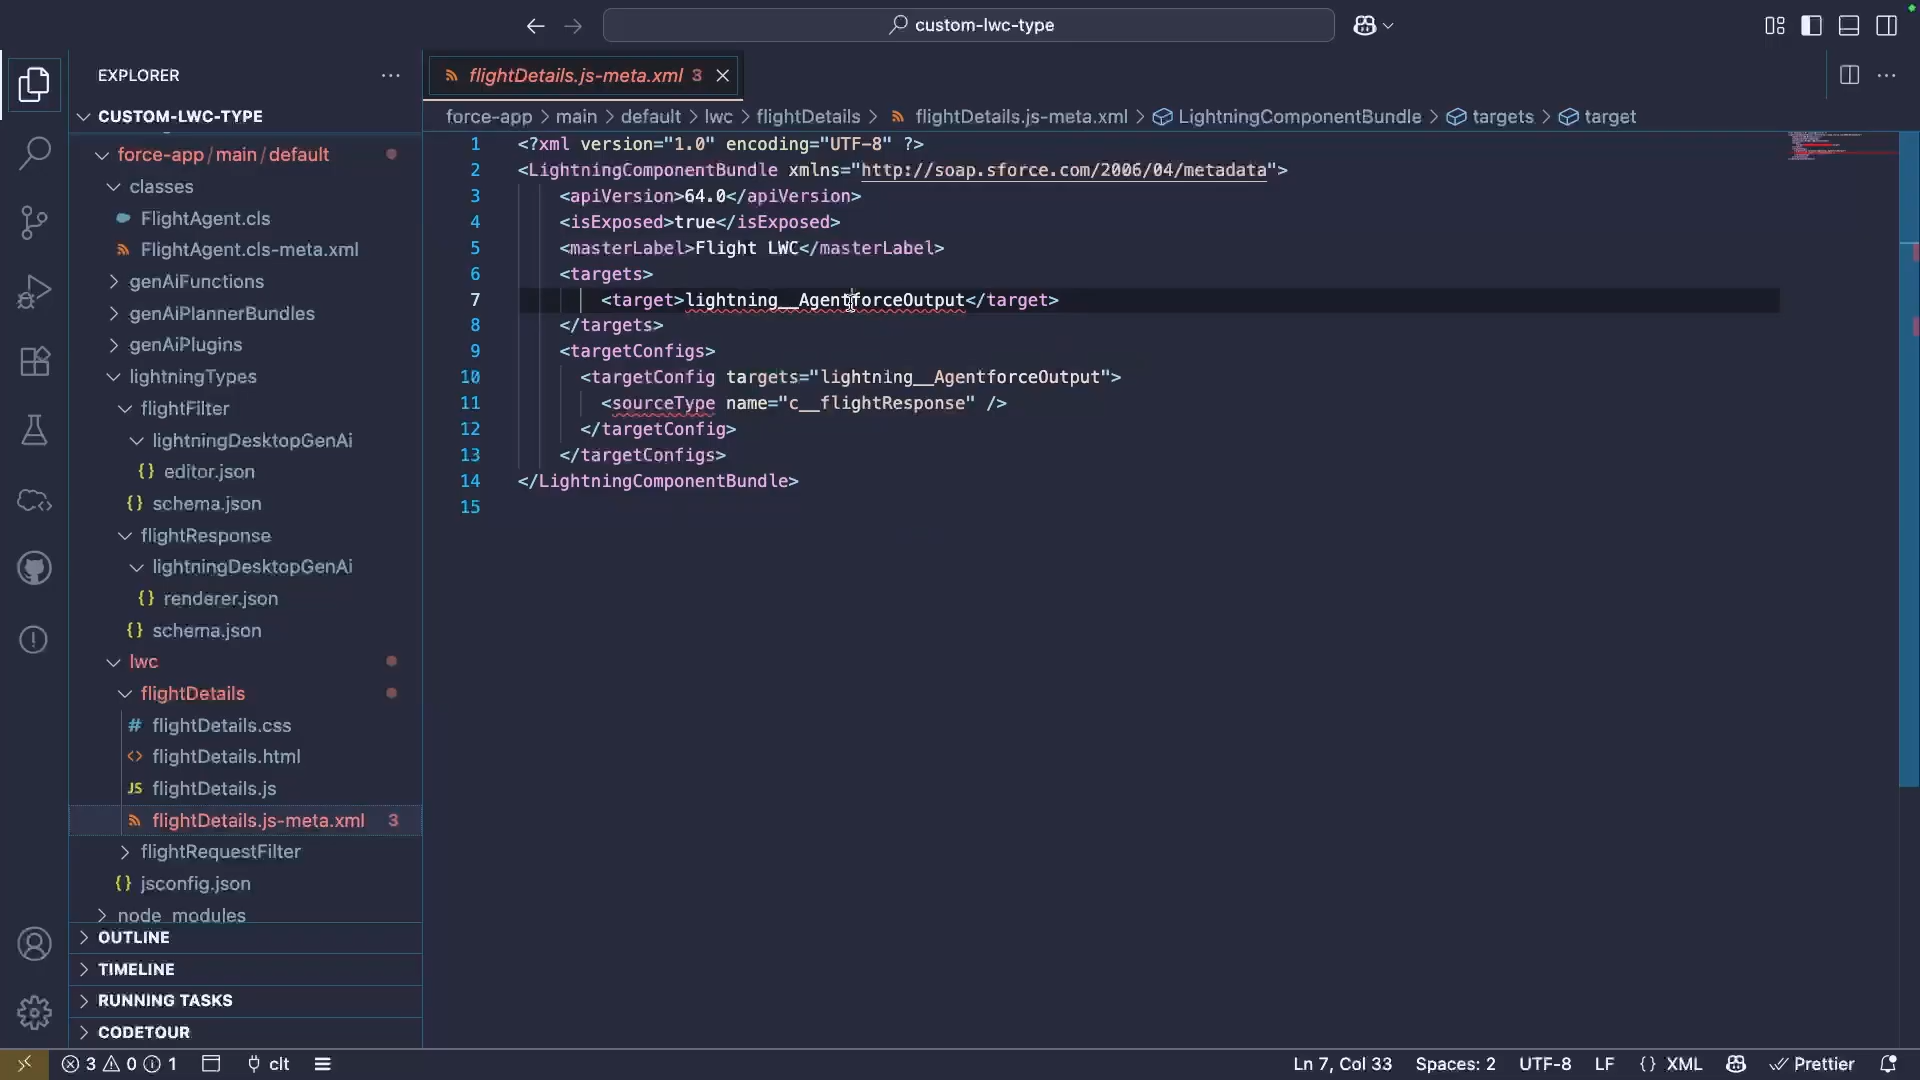 custom-lwc-type
EXPLORER
CUSTOM-LWC-TYPE
force-app / main / default
classes
FlightAgent.cls
FlightAgent.cls-meta.xml
genAiFunctions
genAiPlannerBundles
genAiPlugins
lightningTypes
flightFilter
lightningDesktopGenAi
{} editor.json
{} schema.json
flightResponse
lightningDesktopGenAi
{} renderer.json
{} schema.json
lwc
flightDetails
# flightDetails.css
<> flightDetails.html
JS flightDetails.js
flightDetails.js-meta.xml 3
flightRequestFilter
{} jsconfig.json
node_modules
OUTLINE
TIMELINE
RUNNING TASKS
CODETOUR
flightDetails.js-meta.xml 3
force-app > main > default > lwc > flightDetails > flightDetails.js-meta.xml > LightningComponentBundle > targets > target
1 <?xml version="1.0" encoding="UTF-8" ?>
2 <LightningComponentBundle xmlns="http://soap.sforce.com/2006/04/metadata">
3 <apiVersion>64.0</apiVersion>
4 <isExposed>true</isExposed>
5 <masterLabel>Flight LWC</masterLabel>
6 <targets>
7 <target>lightning__AgentforceOutput</target>
8 </targets>
9 <targetConfigs>
10 <targetConfig targets="lightning__AgentforceOutput">
11 <sourceType name="c__flightResponse" />
12 </targetConfig>
13 </targetConfigs>
14 </LightningComponentBundle>
15
3 0 1 clt Ln 7, Col 33 Spaces: 2 UTF-8 LF {} XML Prettier